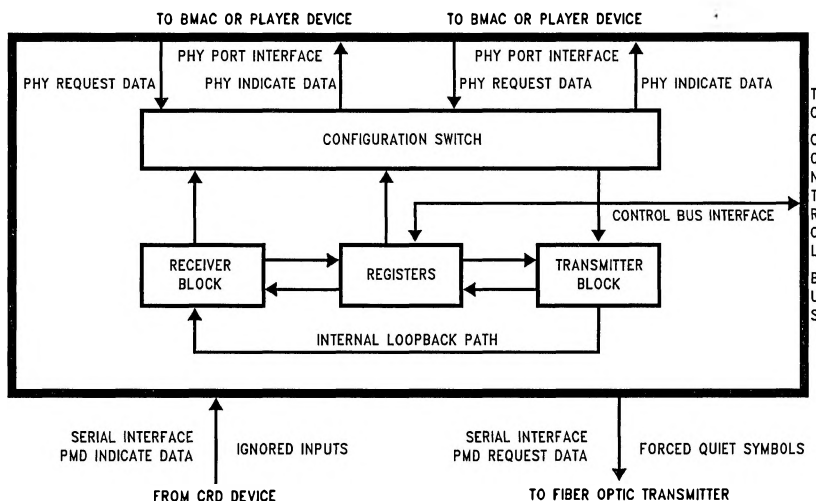 TO BMAC OR PLAYER DEVICE
TO BMAC OR PLAYER DEVICE
PHY PORT INTERFACE
PHY PORT INTERFACE
PHY REQUEST DATA
PHY INDICATE DATA
PHY REQUEST DATA
PHY INDICATE DATA
CONFIGURATION SWITCH
CONTROL BUS INTERFACE
RECEIVER
BLOCK
REGISTERS
TRANSMITTER
BLOCK
INTERNAL LOOPBACK PATH
TO CONTROL BUS
SERIAL INTERFACE
PMD INDICATE DATA
IGNORED INPUTS
SERIAL INTERFACE
PMD REQUEST DATA
FORCED QUIET SYMBOLS
FROM CRD DEVICE
TO FIBER OPTIC TRANSMITTER